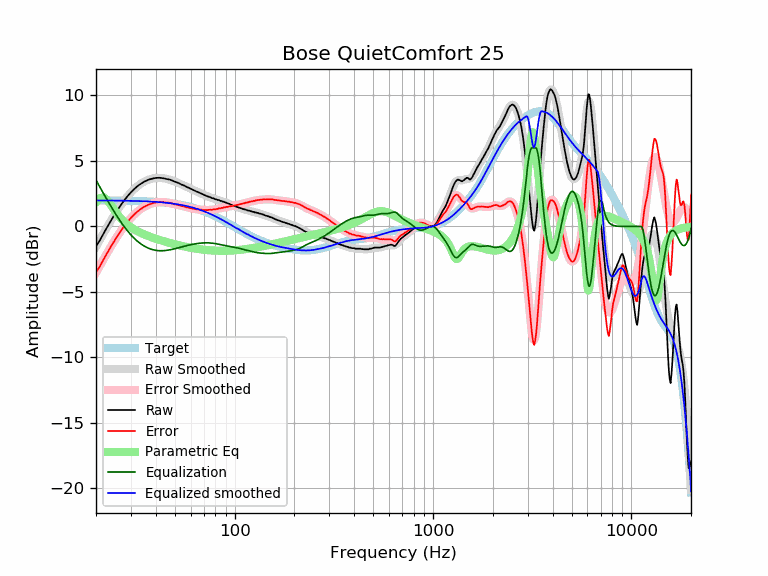 Bose QuietComfort 25
Amplitude (dBr)
10
5
0
−5
−10
−15
−20
Target
Raw Smoothed
Error Smoothed
Raw
Error
Parametric Eq
Equalization
Equalized smoothed
100
1000
10000
Frequency (Hz)